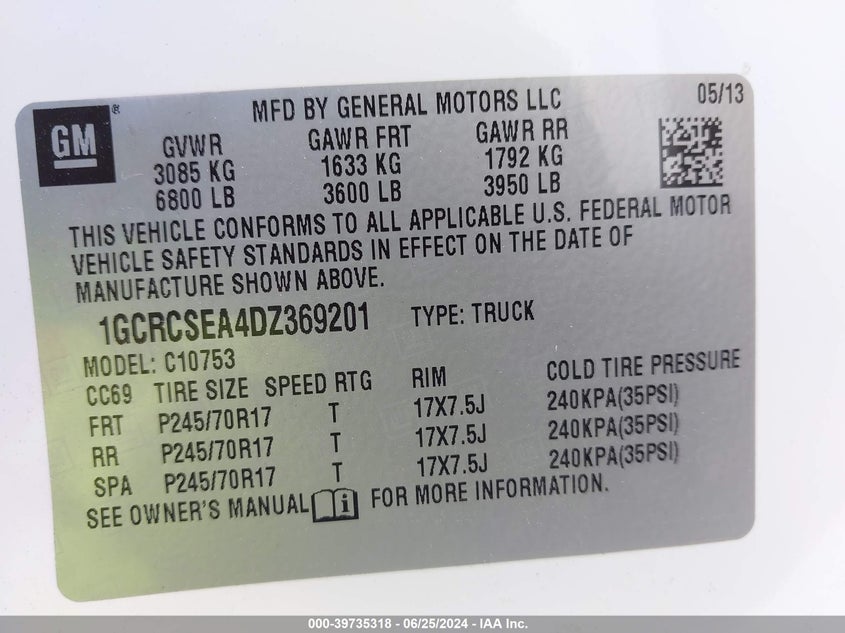 GM ®
MFD BY GENERAL MOTORS LLC 05/13
GVWR GAWR FRT GAWR RR
3085 KG 1633 KG 1792 KG
6800 LB 3600 LB 3950 LB
THIS VEHICLE CONFORMS TO ALL APPLICABLE U.S. FEDERAL MOTOR
VEHICLE SAFETY STANDARDS IN EFFECT ON THE DATE OF
MANUFACTURE SHOWN ABOVE.
1GCRCSEA4DZ369201 TYPE: TRUCK
MODEL: C10753
CC69 TIRE SIZE SPEED RTG RIM COLD TIRE PRESSURE
FRT P245/70R17 T 17X7.5J 240KPA(35PSI)
RR P245/70R17 T 17X7.5J 240KPA(35PSI)
SPA P245/70R17 T 17X7.5J 240KPA(35PSI)
SEE OWNER'S MANUAL i FOR MORE INFORMATION.
000-39735318 - 06/25/2024 - IAA Inc.